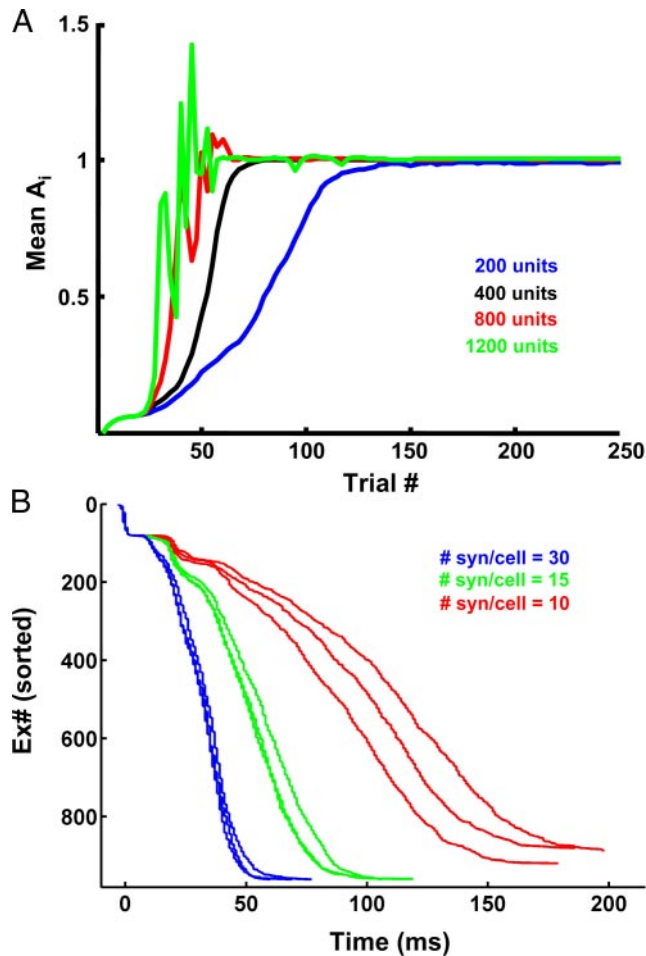 A
1.5
1
0.5
Mean Ai
200 units
400 units
800 units
1200 units
50
100
150
200
250
Trial #
B
0
200
400
600
800
Ex# (sorted)
# syn/cell = 30
# syn/cell = 15
# syn/cell = 10
0
50
100
150
200
Time (ms)